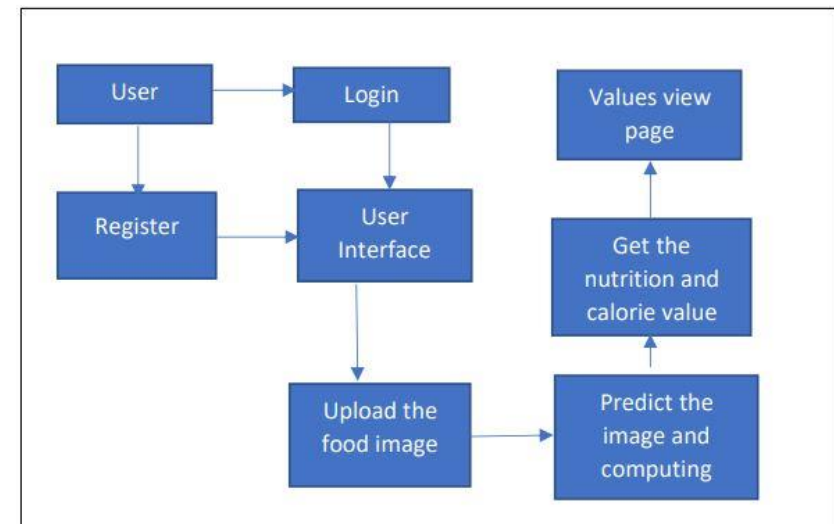 User
Login
Values view
page
Register
User
Interface
Get the
nutrition and
calorie value
Upload the
food image
Predict the
image and
computing